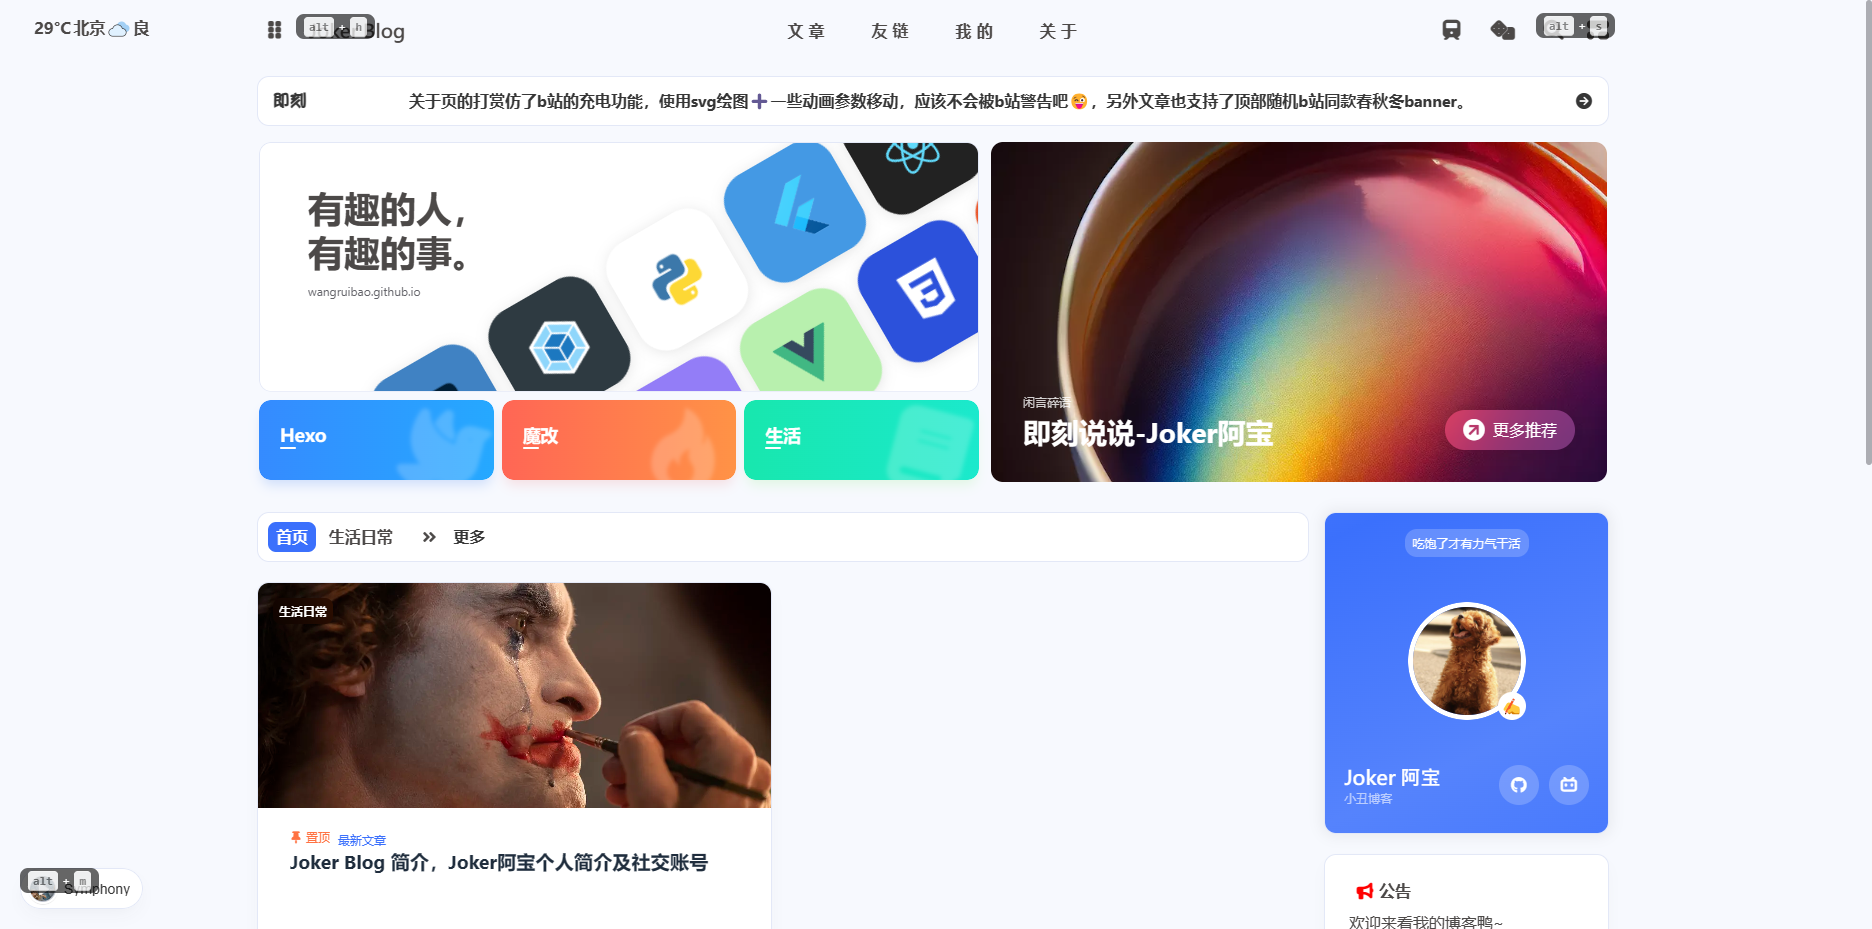 29°C北京 良
alt + h
Joker Blog
文章
友链
我的
关于
alt + s
即刻
关于页的打赏仿了b站的充电功能，使用svg绘图➕一些动画参数移动，应该不会被b站警告吧😜，另外文章也支持了顶部随机b站同款春秋冬banner。
有趣的人，
有趣的事。
wangruibao.github.io
Hexo
魔改
生活
闲言碎语
即刻说说-Joker阿宝
更多推荐
首页
生活日常
更多
吃饱了才有力气干活
生活日常
Joker 阿宝
小丑博客
置顶 最新文章
Joker Blog 简介，Joker阿宝个人简介及社交账号
alt + m
Symphony
公告
欢迎来看我的博客鸭~